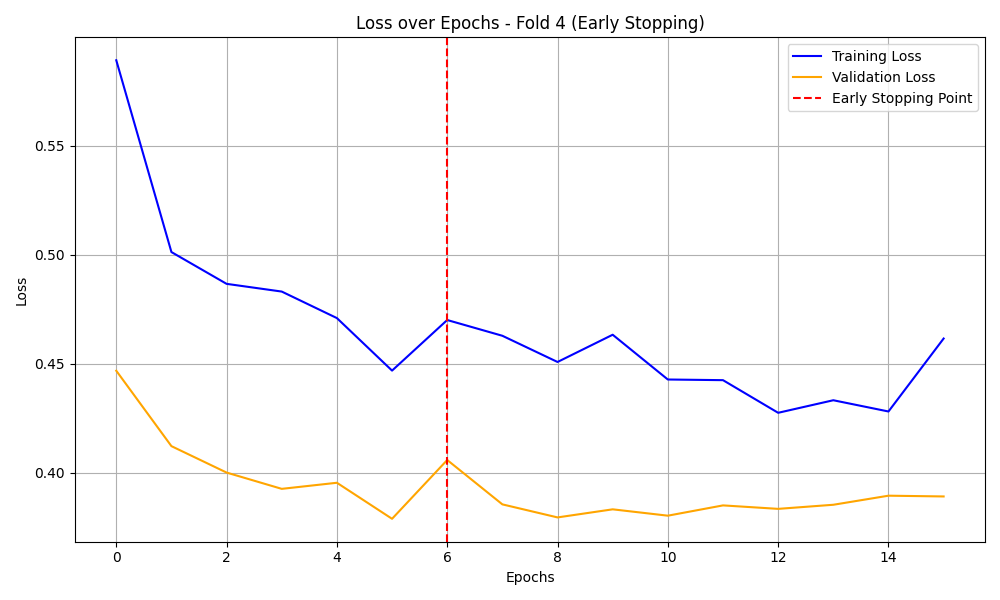 Loss over Epochs - Fold 4 (Early Stopping)
Training Loss
Validation Loss
Early Stopping Point
Loss
0.55
0.50
0.45
0.40
0 2 4 6 8 10 12 14
Epochs